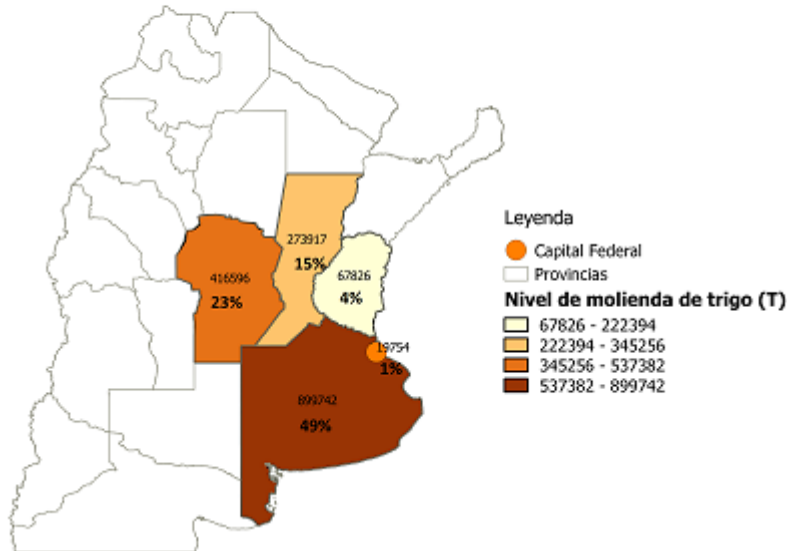 273917
15%
67826
4%
416596
23%
19754
1%
899742
49%
Leyenda
Capital Federal
Provincias
Nivel de molienda de trigo (T)
67826 - 222394
222394 - 345256
345256 - 537382
537382 - 899742